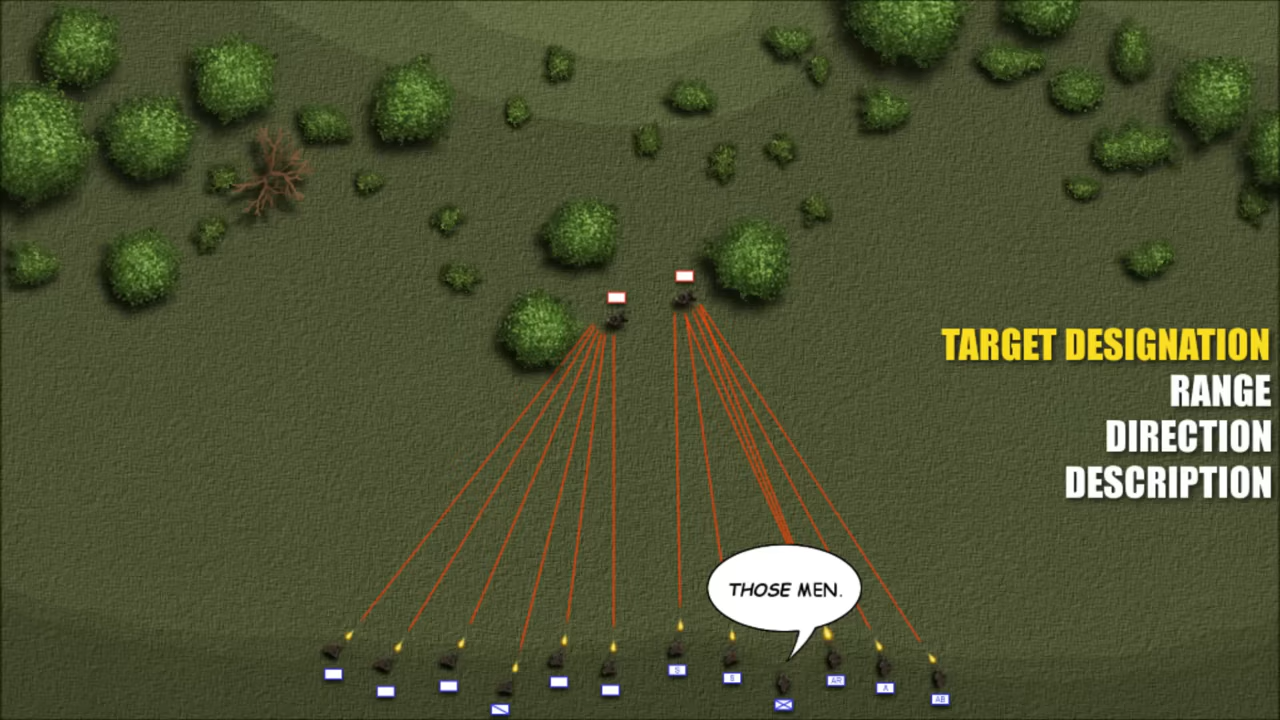 TARGET DESIGNATION
RANGE
DIRECTION
DESCRIPTION
THOSE MEN.
S
S
AR
A
AB